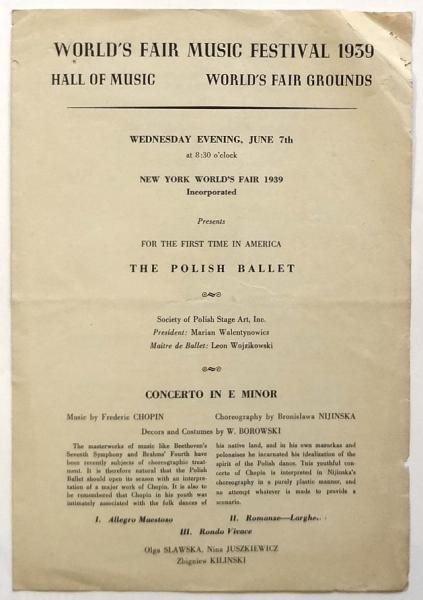 WORLD'S FAIR MUSIC FESTIVAL 1939
HALL OF MUSIC WORLD'S FAIR GROUNDS
WEDNESDAY EVENING, JUNE 7th
at 8:30 o'clock
NEW YORK WORLD'S FAIR 1939
Incorporated
Presents
FOR THE FIRST TIME IN AMERICA
THE POLISH BALLET
Society of Polish Stage Art, Inc.
President: Marian Walentynowicz
Maitre de Ballet: Leon Wojzikowski
CONCERTO IN E MINOR
Music by Frederic CHOPIN Choreography by Bronislawa NIJINSKA
Decors and Costumes by W. BOROWSKI
The masterworks of music like Beethoven's
Seventh Symphony and Brahms' Fourth have
been recently subjects of choreographic treat-
ment. It is therefore natural that the Polish
Ballet should open its season with an interpre-
tation of a major work of Chopin. It is also to
be remembered that Chopin in his youth was
intimately associated with the folk dances of
his native land, and in his own mazurkas and
polonaises he incarnated his idealization of the
spirit of the Polish dance. This youthful con-
certo of Chopin is interpreted in Nijinska's
choreography in a purely plastic manner, and
no attempt whatever is made to provide a
scenario.
I. Allegro Maestoso II. Romanze—Larghe
III. Rondo Vivace
Olga SLAWSKA, Nina JUSZKIEWICZ
Zbigniew KILINSKI